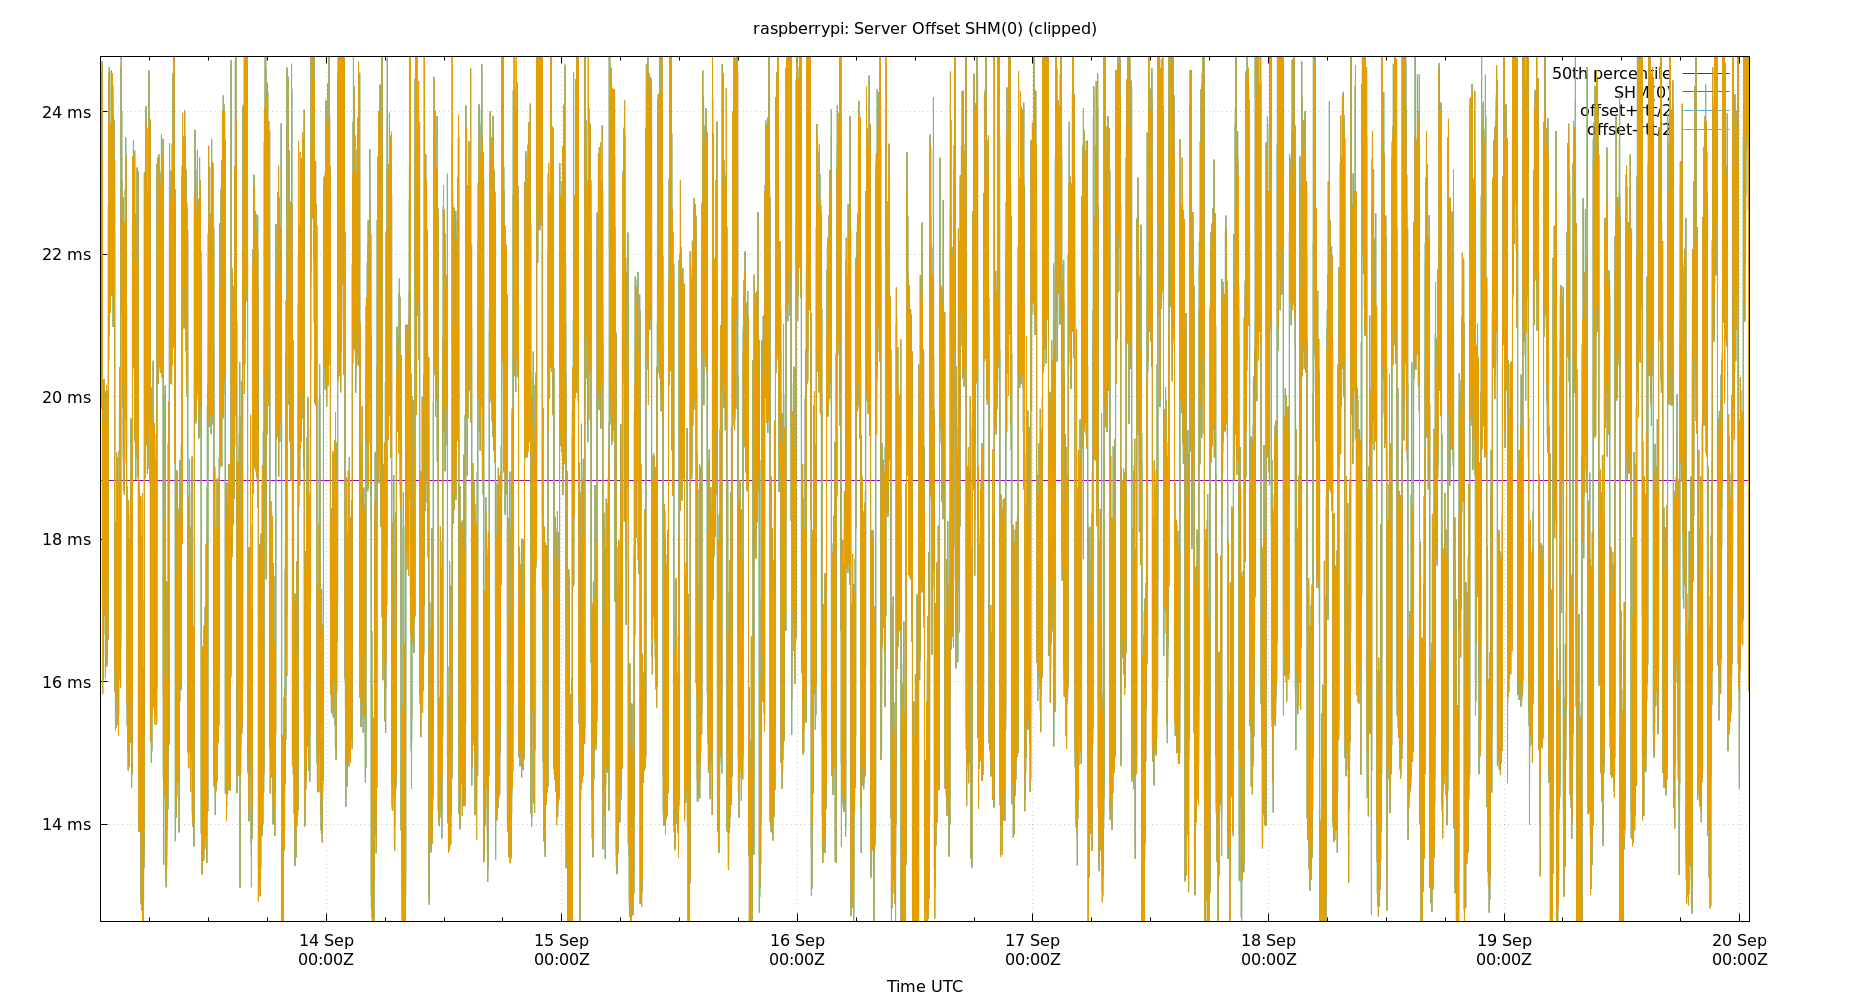 raspberrypi: Server Offset SHM(0) (clipped)
50th percentile
SHM(0)
offset+rtt/2
offset-rtt/2
24 ms
22 ms
20 ms
18 ms
16 ms
14 ms
14 Sep 15 Sep 16 Sep 17 Sep 18 Sep 19 Sep 20 Sep
00:00Z 00:00Z 00:00Z 00:00Z 00:00Z 00:00Z 00:00Z
Time UTC